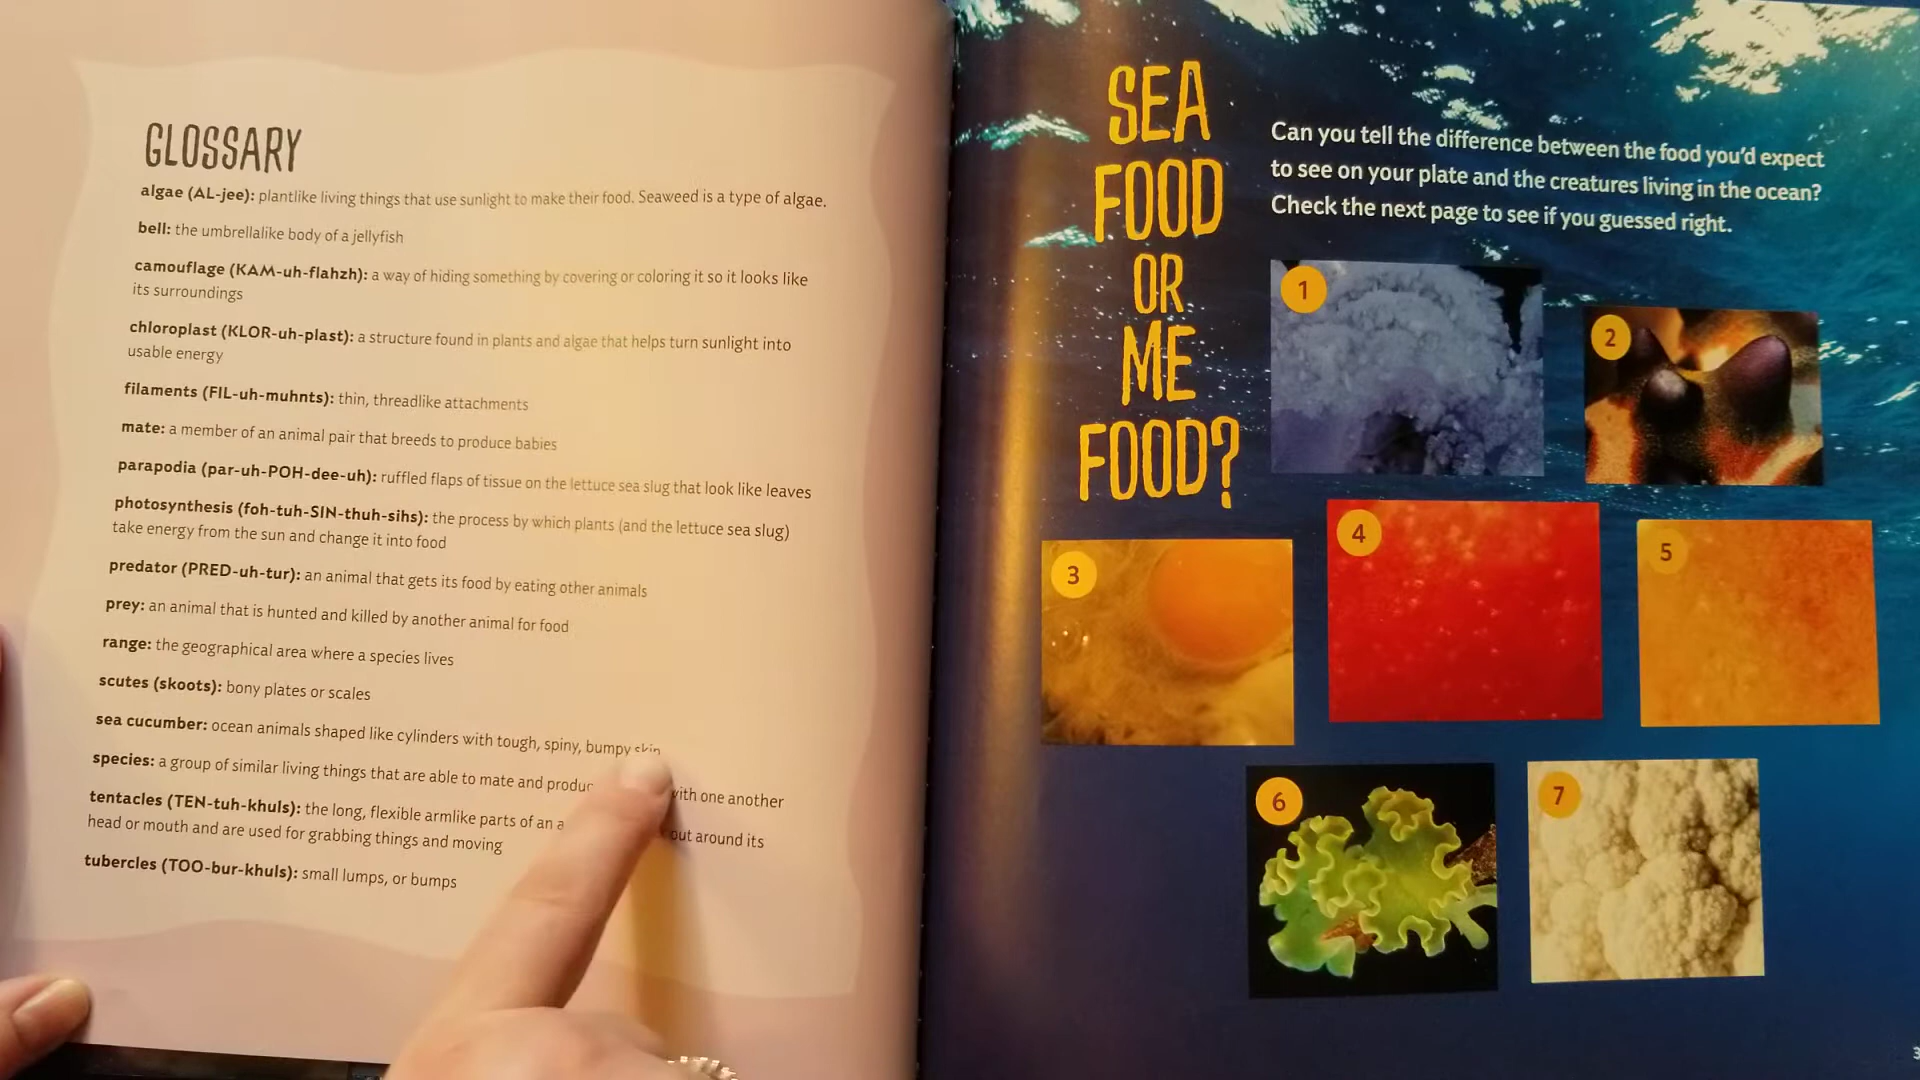 GLOSSARY
algae (AL-jee): plantlike living things that use sunlight to make their food. Seaweed is a type of algae.
bell: the umbrellalike body of a jellyfish
camouflage (KAM-uh-flahzh): a way of hiding something by covering or coloring it so it looks like
its surroundings
chloroplast (KLOR-uh-plast): a structure found in plants and algae that helps turn sunlight into
usable energy
filaments (FIL-uh-muhnts): thin, threadlike attachments
mate: a member of an animal pair that breeds to produce babies
parapodia (par-uh-POH-dee-uh): ruffled flaps of tissue on the lettuce sea slug that look like leaves
photosynthesis (foh-tuh-SIN-thuh-sihs): the process by which plants (and the lettuce sea slug)
take energy from the sun and change it into food
predator (PRED-uh-tur): an animal that gets its food by eating other animals
prey: an animal that is hunted and killed by another animal for food
range: the geographical area where a species lives
scutes (skoots): bony plates or scales
sea cucumber: ocean animals shaped like cylinders with tough, spiny, bumpy skin
species: a group of similar living things that are able to mate and with one another
tentacles (TEN-tuh-khuls): the long, flexible armlike parts of an out around its
head or mouth and are used for grabbing things and moving
tubercles (TOO-bur-khuls): small lumps, or bumps
SEA
FOOD
OR
ME
FOOD?
Can you tell the difference between the food you'd expect
to see on your plate and the creatures living in the ocean?
Check the next page to see if you guessed right.
1
2
3
4
5
6
7